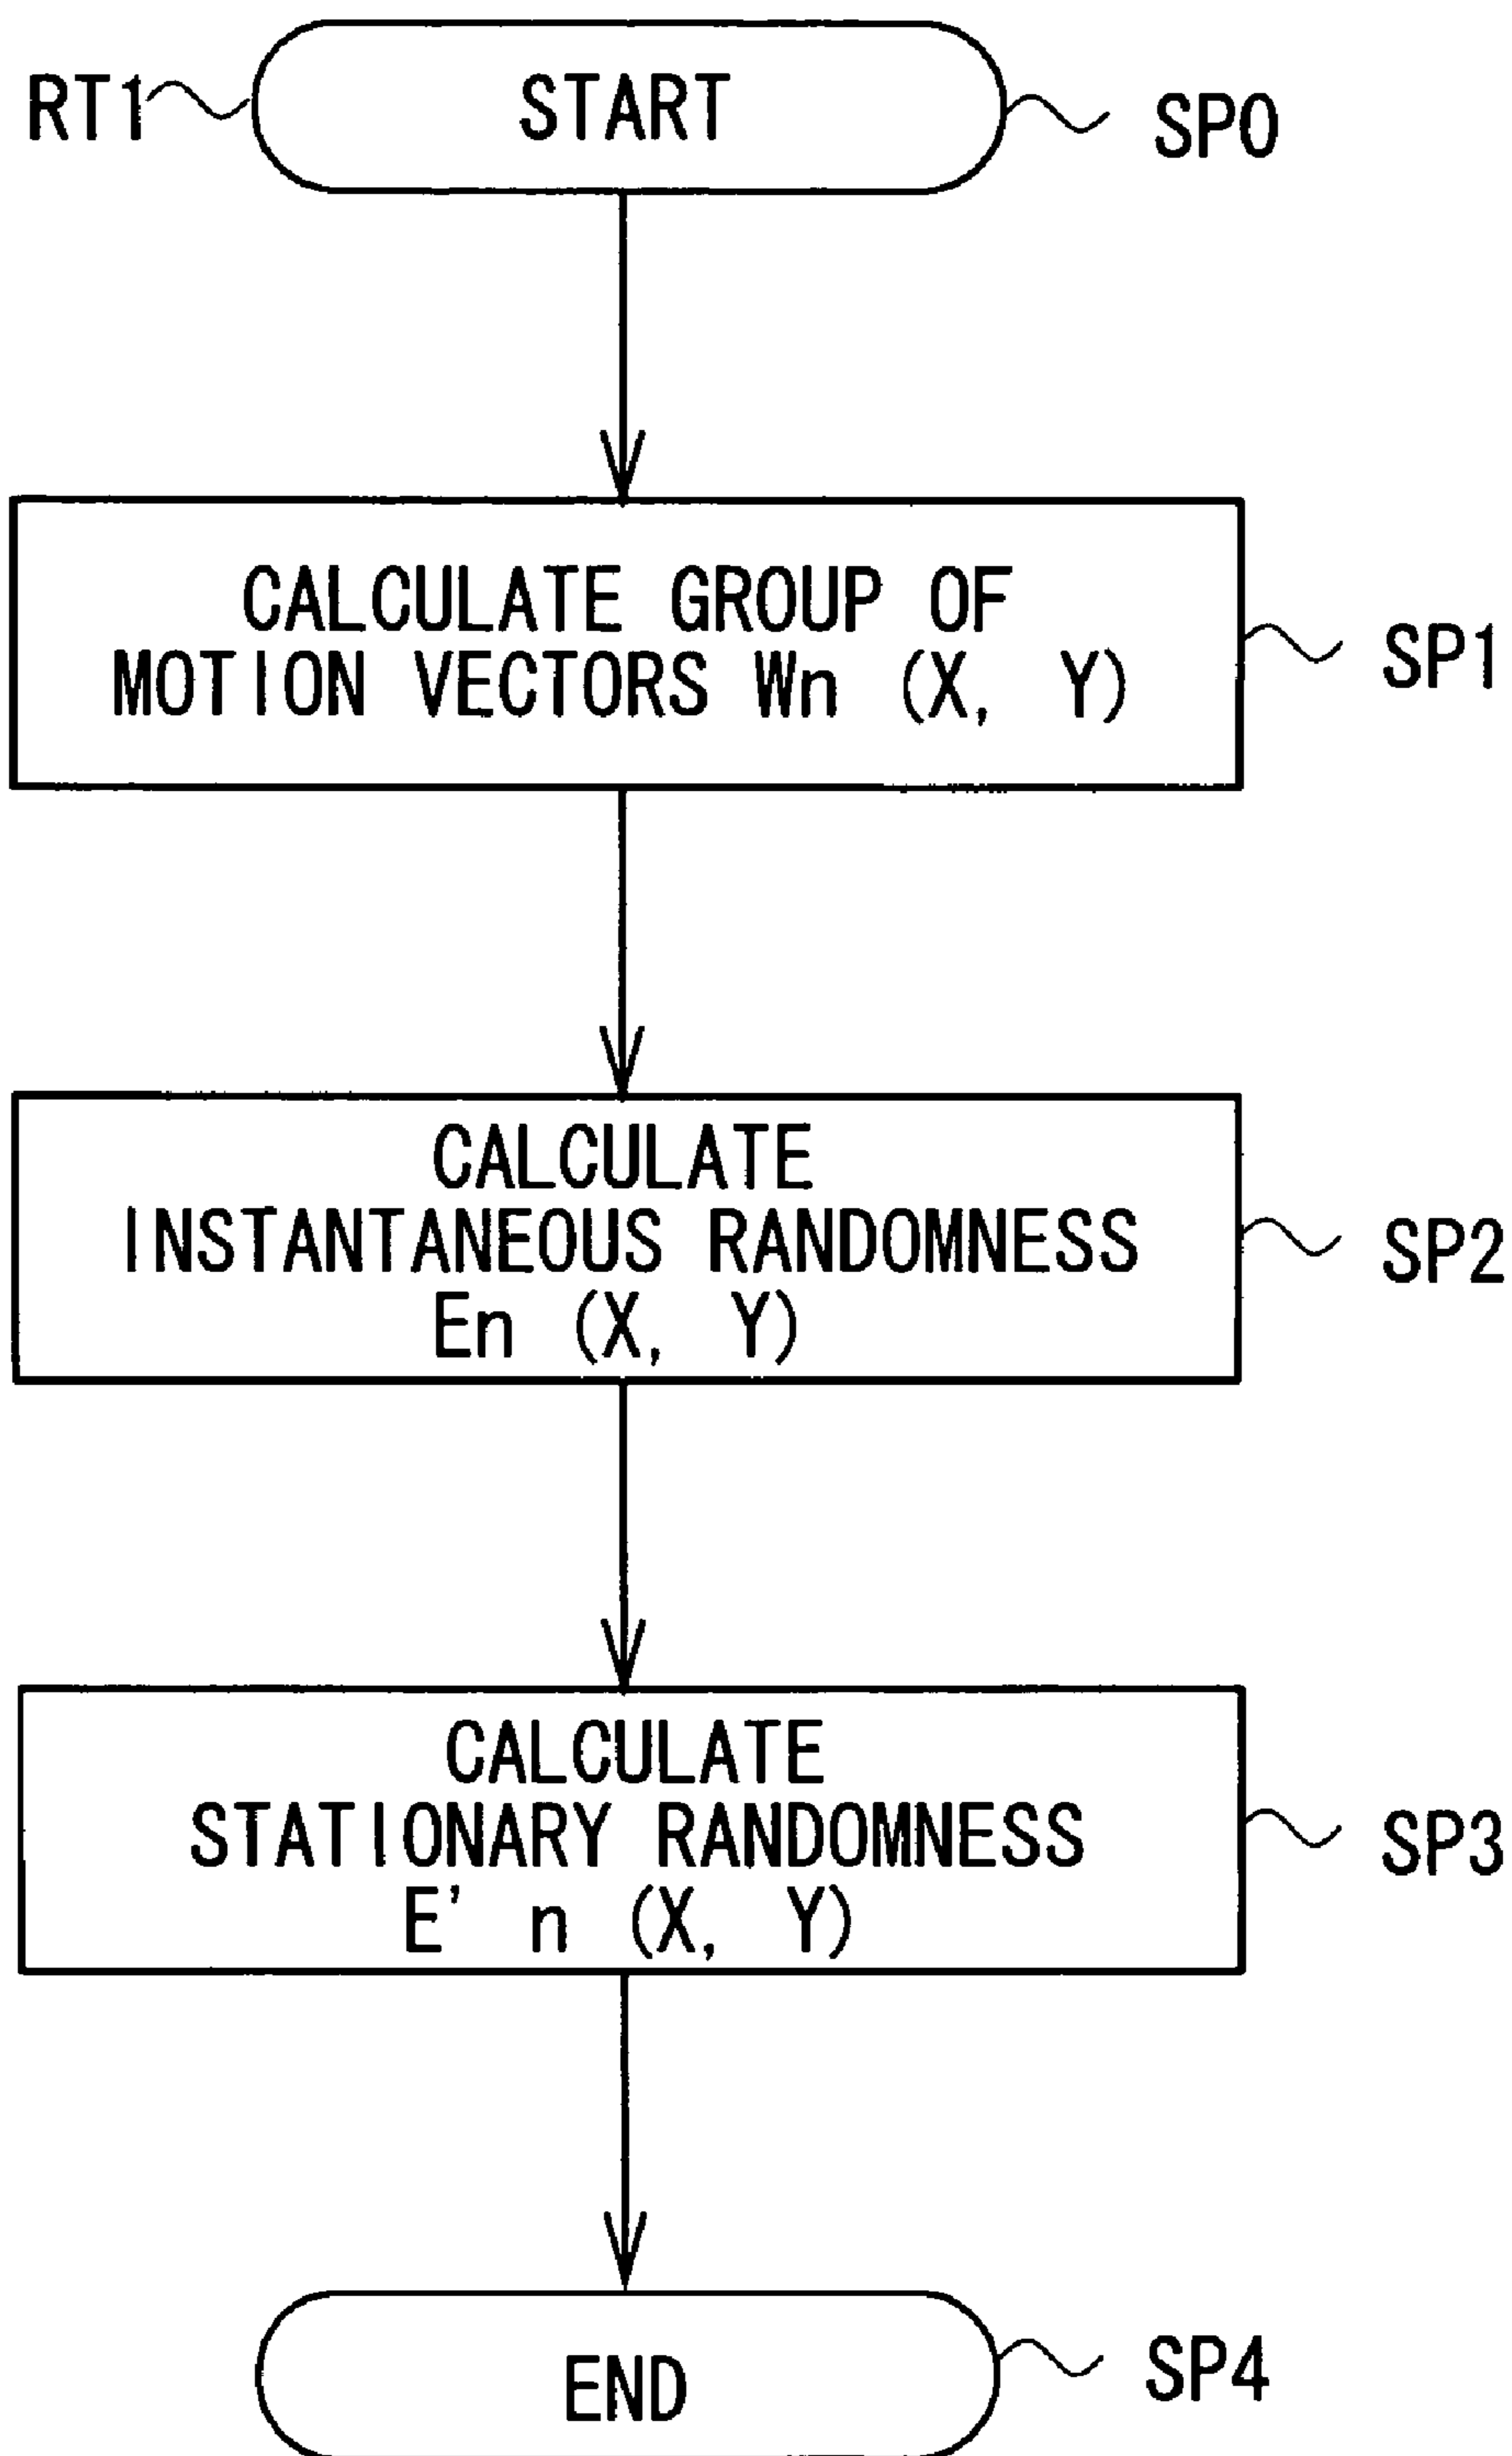 RT1
START
SP0
CALCULATE GROUP OF
MOTION VECTORS Wn (X, Y)
SP1
CALCULATE
INSTANTANEOUS RANDOMNESS
En (X, Y)
SP2
CALCULATE
STATIONARY RANDOMNESS
E' n (X, Y)
SP3
END
SP4